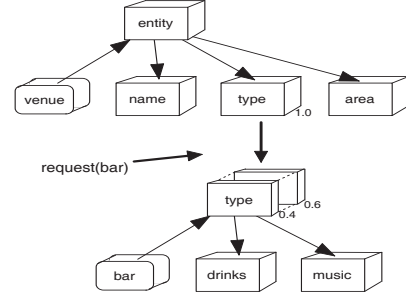 entity
venue
name
type
1.0
area
request(bar)
type
0.4
0.6
bar
drinks
music